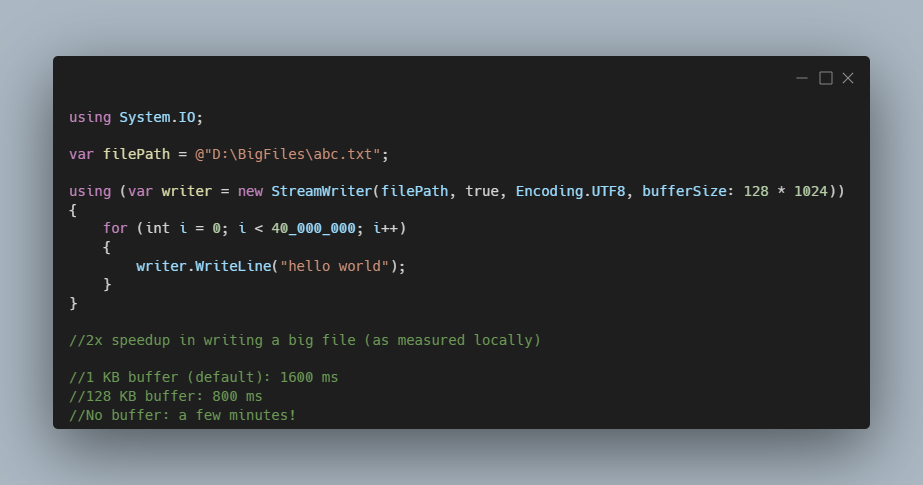 using System.IO;
var filePath = @"D:\BigFiles\abc.txt";
using (var writer = new StreamWriter(filePath, true, Encoding.UTF8, bufferSize: 128 * 1024))
{
    for (int i = 0; i < 40_000_000; i++)
    {
        writer.WriteLine("hello world");
    }
}
//2x speedup in writing a big file (as measured locally)
//1 KB buffer (default): 1600 ms
//128 KB buffer: 800 ms
//No buffer: a few minutes!